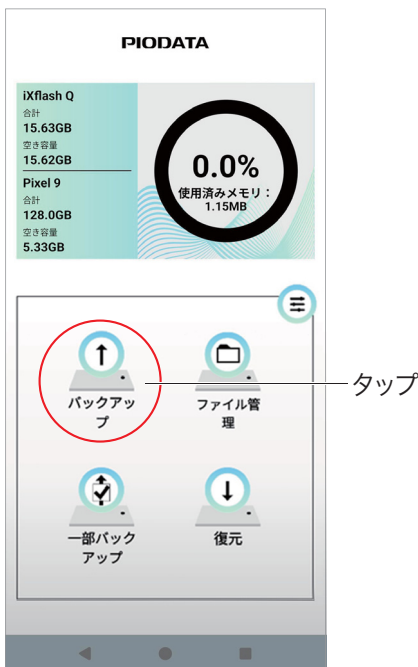 PIODATA
iXflash Q
合計
15.63GB
空き容量
15.62GB
Pixel 9
合計
128.0GB
空き容量
5.33GB
0.0%
使用済みメモリ：
1.15MB
バックアッ
プ
ファイル管
理
タップ
一部バック
アップ
復元